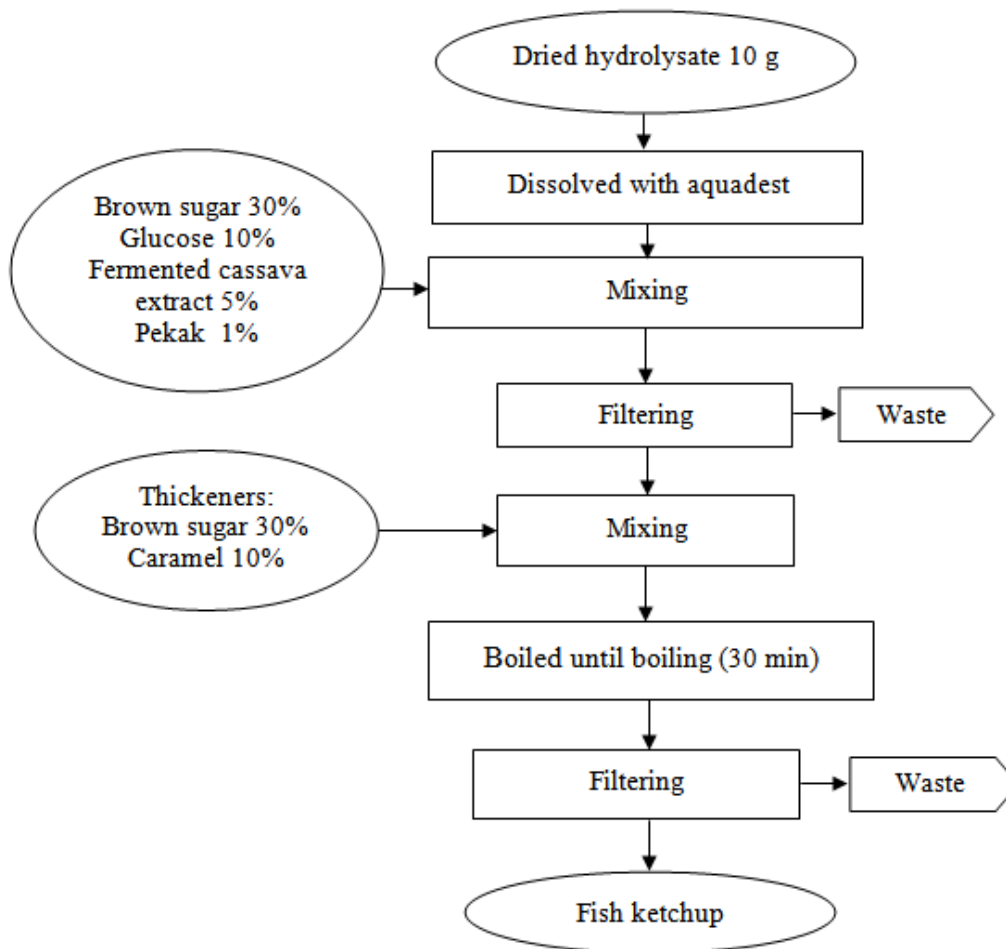 Dried hydrolysate 10 g
Dissolved with aquadest
Brown sugar 30%
Glucose 10%
Fermented cassava
extract 5%
Pekak 1%
Mixing
Filtering
Waste
Thickeners:
Brown sugar 30%
Caramel 10%
Mixing
Boiled until boiling (30 min)
Filtering
Waste
Fish ketchup